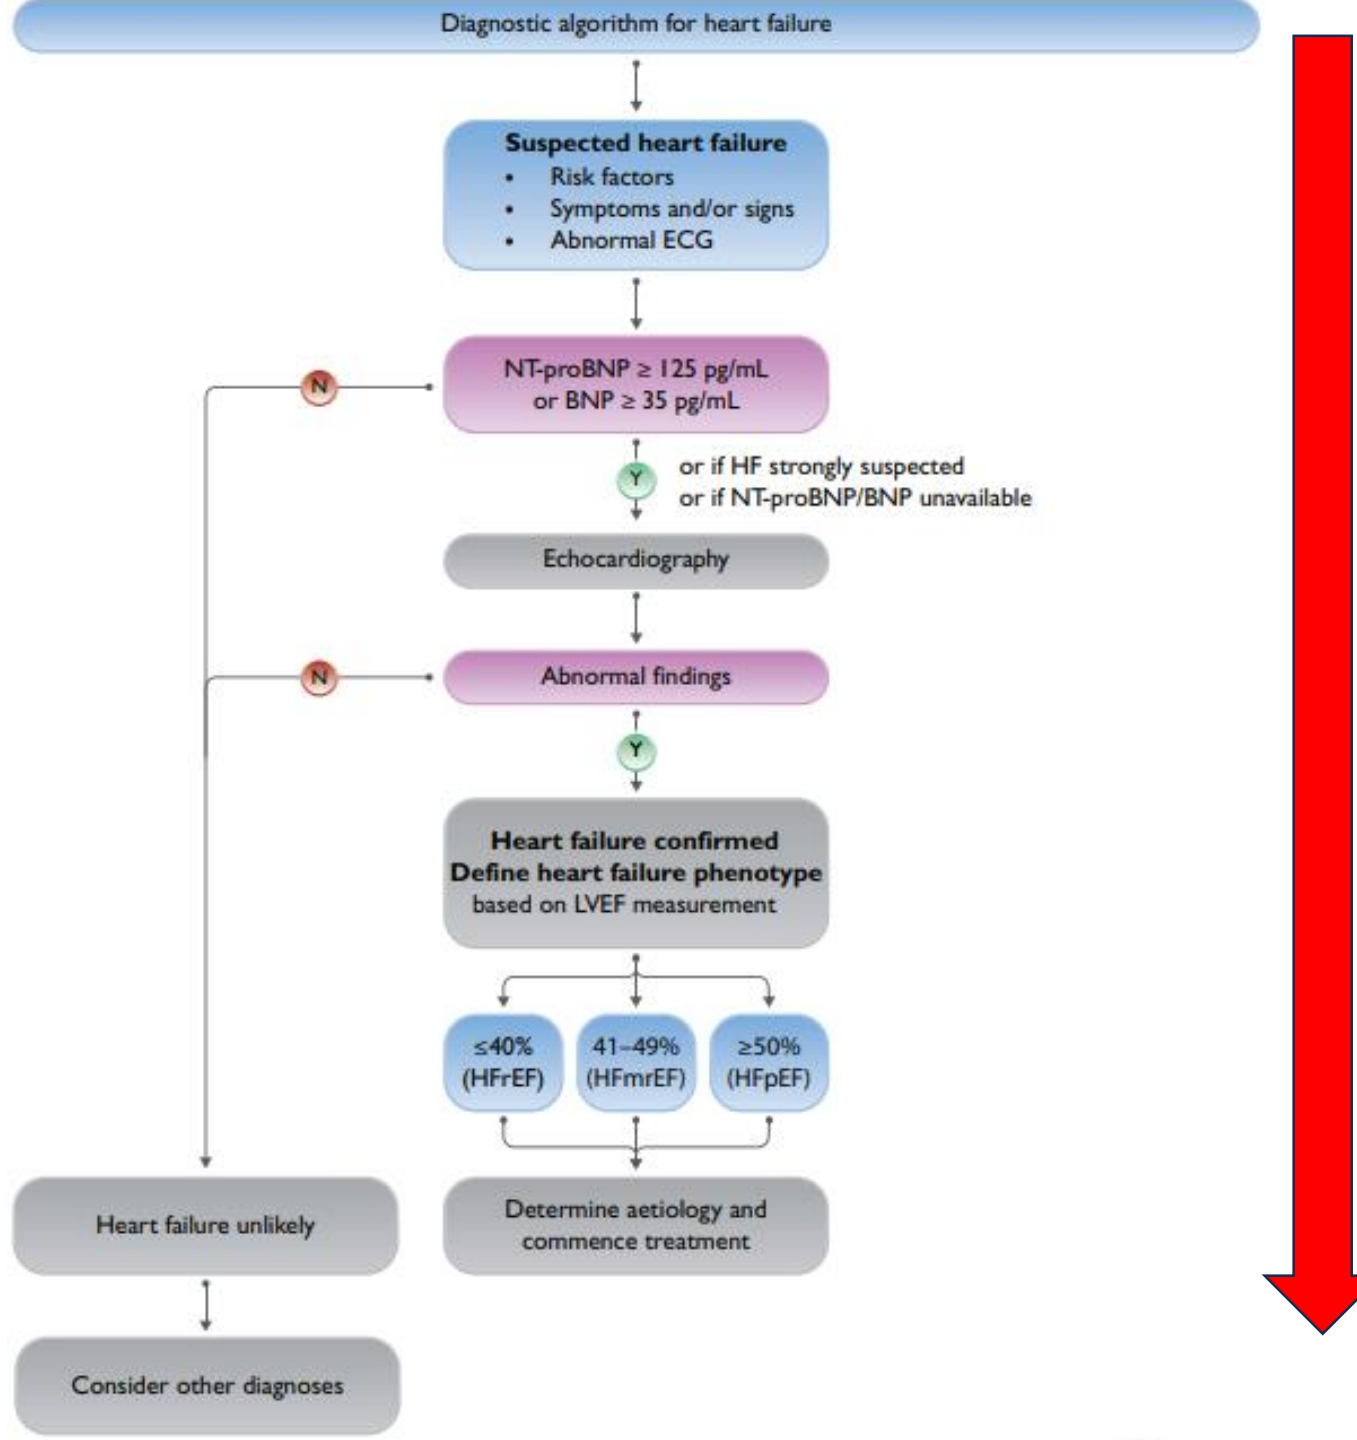 Diagnostic algorithm for heart failure
Suspected heart failure
• Risk factors
• Symptoms and/or signs
• Abnormal ECG
NT-proBNP ≥ 125 pg/mL
or BNP ≥ 35 pg/mL
N
Y
or if HF strongly suspected
or if NT-proBNP/BNP unavailable
Echocardiography
Abnormal findings
N
Y
Heart failure confirmed
Define heart failure phenotype
based on LVEF measurement
≤40%
(HFrEF)
41–49%
(HFmrEF)
≥50%
(HFpEF)
Heart failure unlikely
Determine aetiology and
commence treatment
Consider other diagnoses